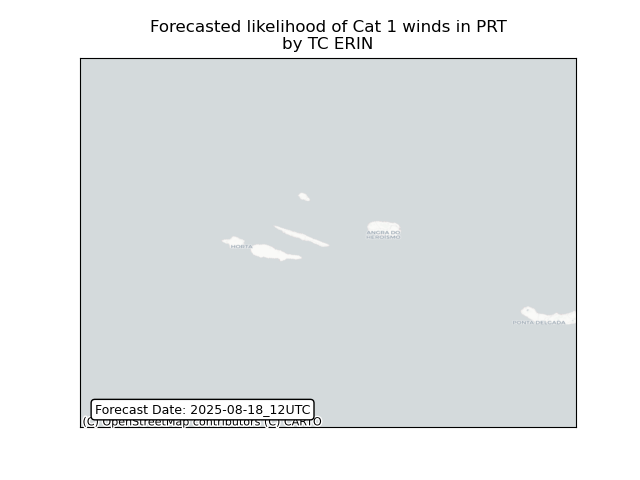 Forecasted likelihood of Cat 1 winds in PRT
by TC ERIN
ANGRA DO
HEROÍSMO
HORTA
PONTA DELGADA
Forecast Date: 2025-08-18_12UTC
(C) OpenStreetMap contributors (C) CARTO